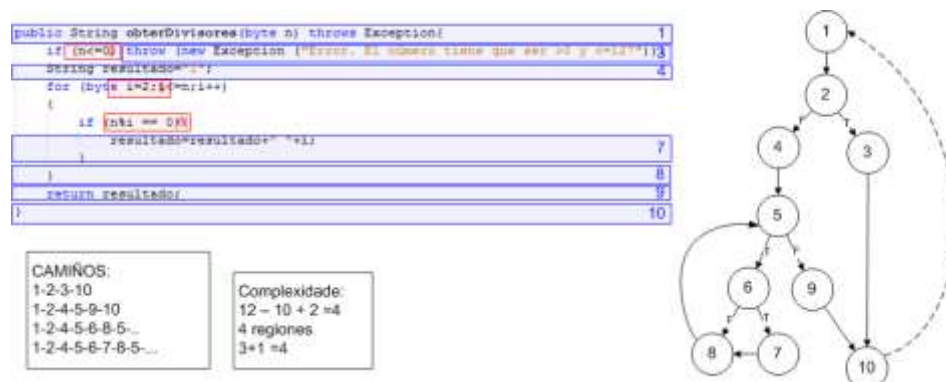 public String obterDivisores(byte n) throws Exception{ 1
if (n<=0) throw (new Exception ("Error. El número tiene que ser >0 y <=127")) 3
String resultado="1"; 4
for (byte i=2;i<=n;i++)
{
if (n%i == 0){
resultado=resultado+" "+i;
7
}
} 8
return resultado; 9
} 10
CAMIÑOS:
1-2-3-10
1-2-4-5-9-10
1-2-4-5-6-8-5-...
1-2-4-5-6-7-8-5-...
Complexidade:
12 – 10 + 2 =4
4 regiones
3+1 =4
1
2
4
3
5
6
9
8
7
10